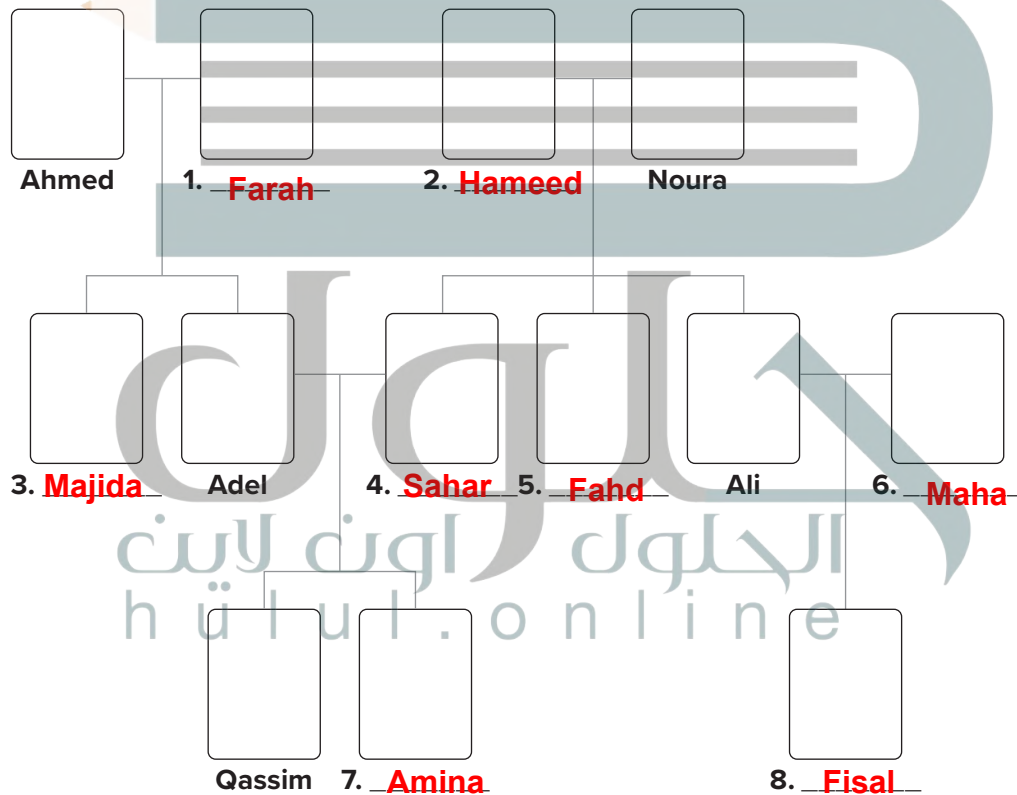 Ahmed 1. Farah 2. Hameed Noura
3. Majida Adel 4. Sahar 5. Fahd Ali 6. Maha
حلول
الحلول اون لاين
hulul.online
Qassim 7. Amina 8. Fisal